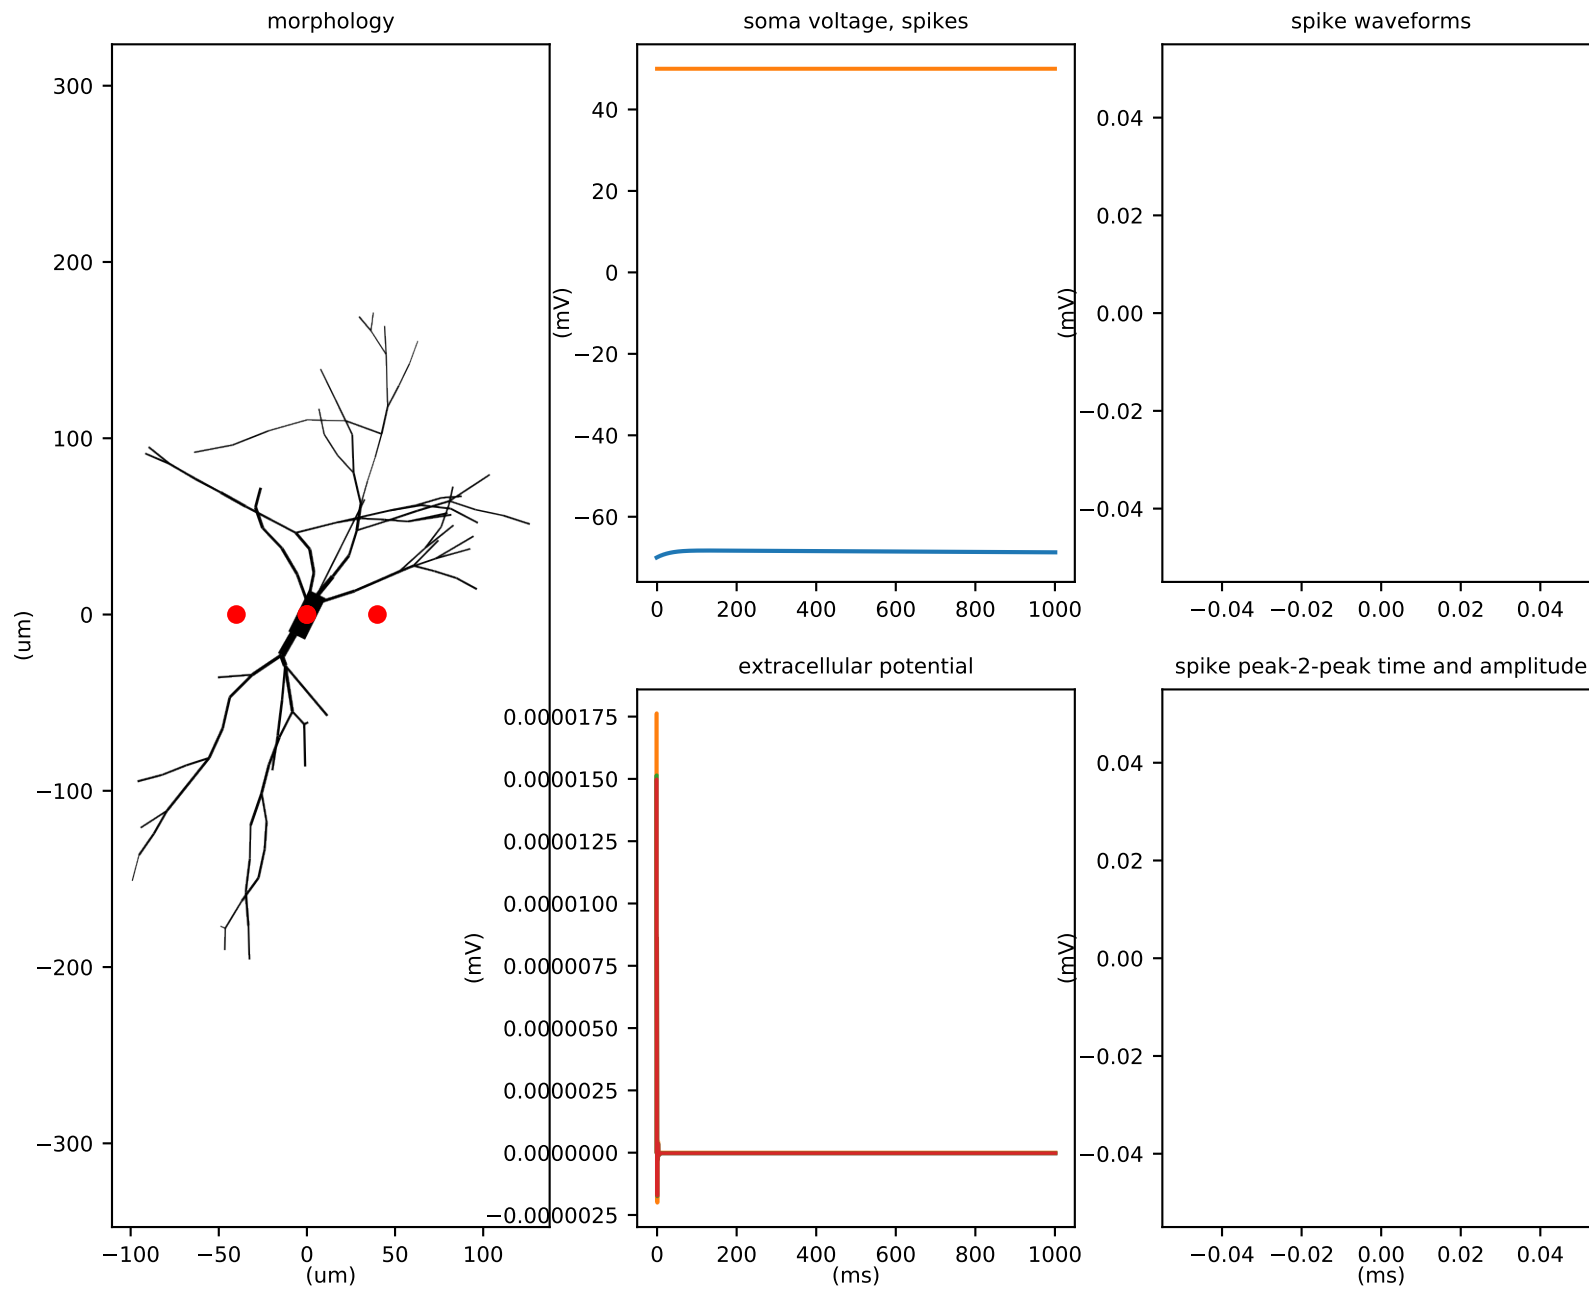 morphology
300
200
100
0
−100
−200
−300
(um)
−100 −50 0 50 100
(um)
soma voltage, spikes
40
20
0
−20
−40
−60
(mV)
0 200 400 600 800 1000
spike waveforms
0.04
0.02
0.00
−0.02
−0.04
(mV)
−0.04 −0.02 0.00 0.02 0.04
extracellular potential
0.0000175
0.0000150
0.0000125
0.0000100
0.0000075
0.0000050
0.0000025
0.0000000
−0.0000025
(mV)
0 200 400 600 800 1000
(ms)
spike peak-2-peak time and amplitude
0.04
0.02
0.00
−0.02
−0.04
(mV)
−0.04 −0.02 0.00 0.02 0.04
(ms)